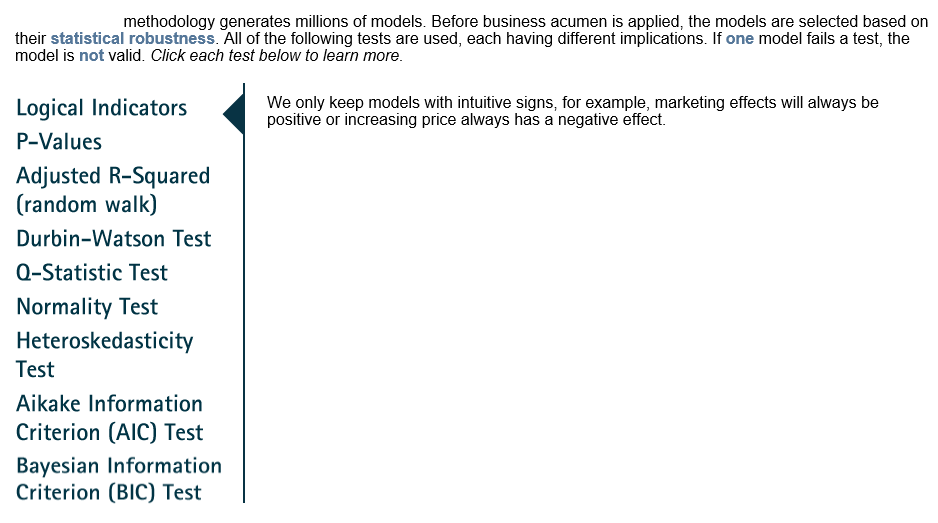 methodology generates millions of models. Before business acumen is applied, the models are selected based on
their statistical robustness. All of the following tests are used, each having different implications. If one model fails a test, the
model is not valid. Click each test below to learn more.
Logical Indicators
P-Values
Adjusted R-Squared
(random walk)
Durbin-Watson Test
Q-Statistic Test
Normality Test
Heteroskedasticity
Test
Aikake Information
Criterion (AIC) Test
Bayesian Information
Criterion (BIC) Test
We only keep models with intuitive signs, for example, marketing effects will always be
positive or increasing price always has a negative effect.